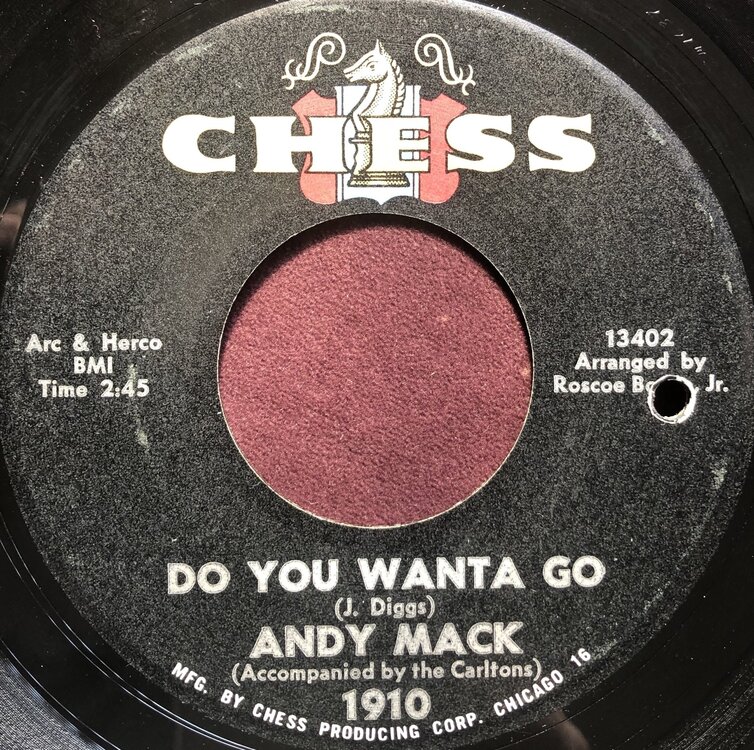 CHESS
Arc & Herco
BMI
Time 2:45
13402
Arranged by
Roscoe Jr.
DO YOU WANTA GO
(J. Diggs)
ANDY MACK
(Accompanied by the Carltons)
1910
MFG. BY CHESS PRODUCING CORP. CHICAGO 16